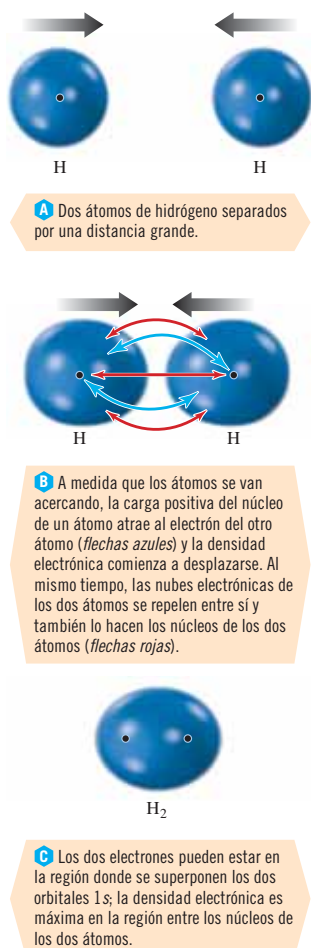 H H
A Dos átomos de hidrógeno separados
por una distancia grande.
H H
B A medida que los átomos se van
acercando, la carga positiva del núcleo
de un átomo atrae al electrón del otro
átomo (flechas azules) y la densidad
electrónica comienza a desplazarse. Al
mismo tiempo, las nubes electrónicas de
los dos átomos se repelen entre sí y
también lo hacen los núcleos de los dos
átomos (flechas rojas).
H₂
C Los dos electrones pueden estar en
la región donde se superponen los dos
orbitales 1s; la densidad electrónica es
máxima en la región entre los núcleos de
los dos átomos.